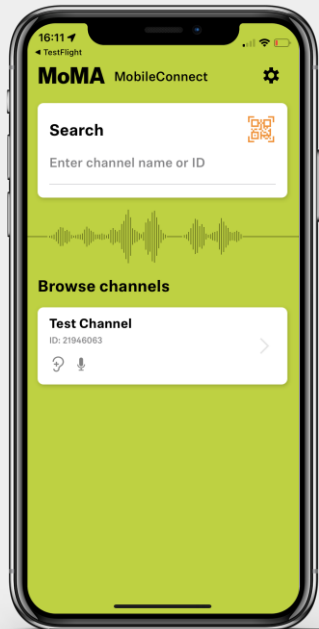 16:11
◀ TestFlight
MoMA MobileConnect
Search
Enter channel name or ID
Browse channels
Test Channel
ID: 21946063